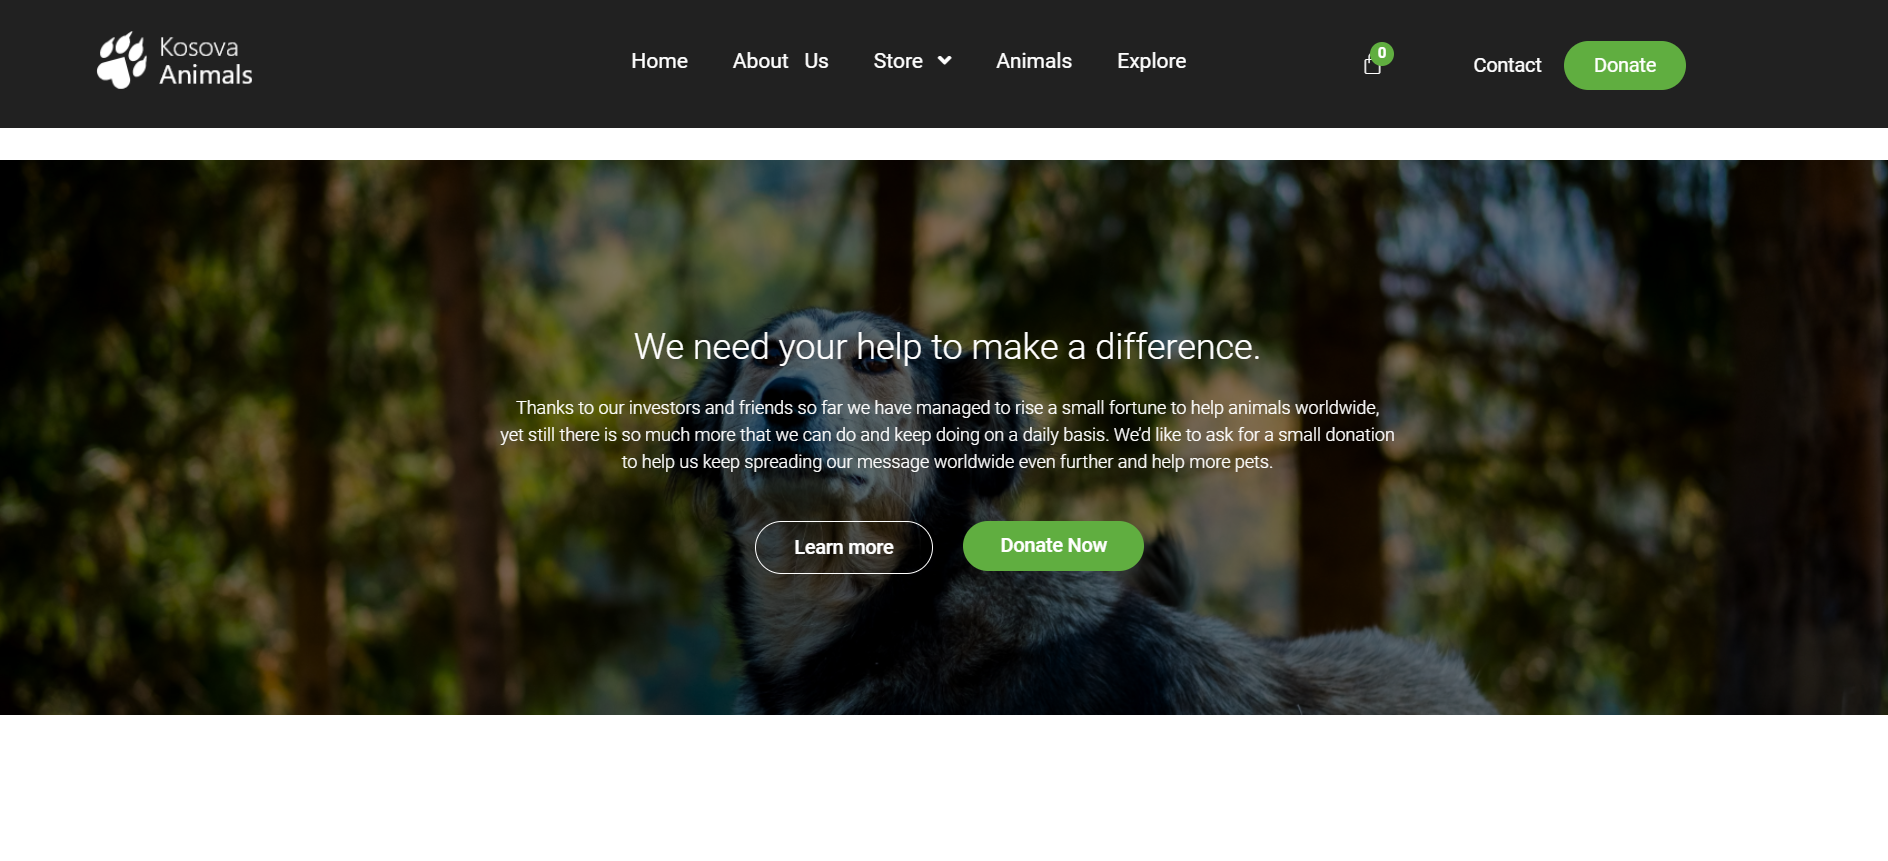 Kosova
Animals
Home
About Us
Store
Animals
Explore
0
Contact
Donate
We need your help to make a difference.
Thanks to our investors and friends so far we have managed to rise a small fortune to help animals worldwide,
yet still there is so much more that we can do and keep doing on a daily basis. We’d like to ask for a small donation
to help us keep spreading our message worldwide even further and help more pets.
Learn more
Donate Now